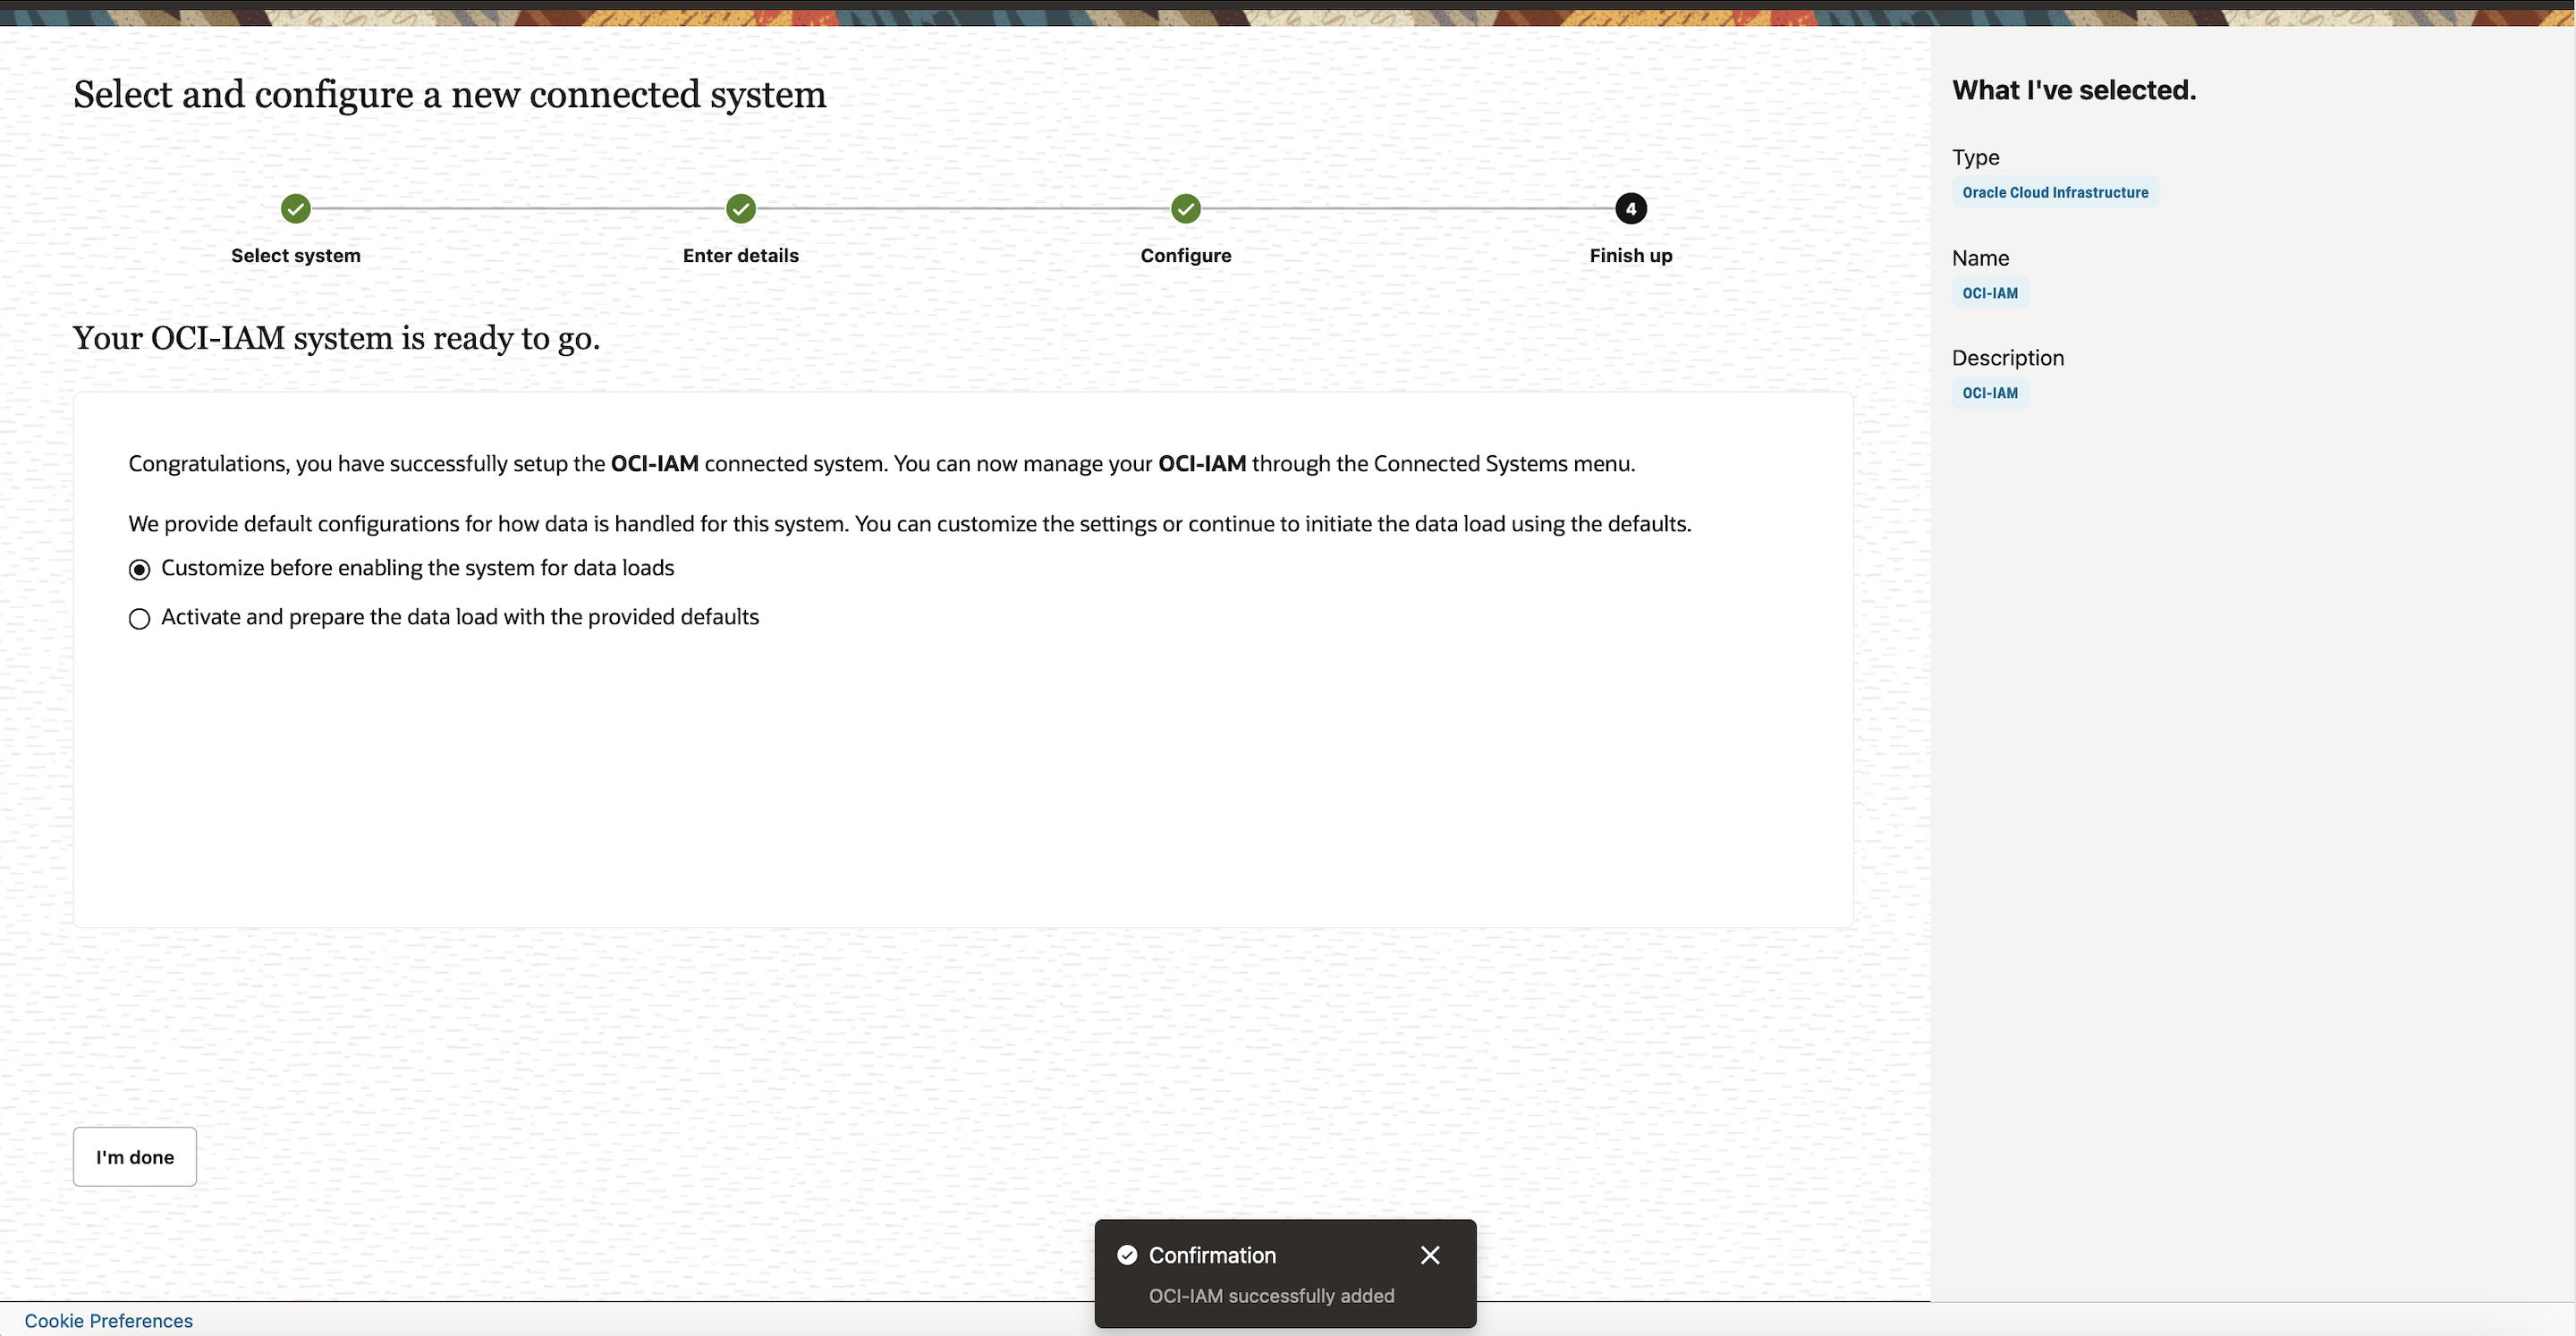 Select and configure a new connected system
What I've selected.
Type
Oracle Cloud Infrastructure
4
Select system
Enter details
Configure
Finish up
Name
OCI-IAM
Your OCI-IAM system is ready to go.
Description
OCI-IAM
Congratulations, you have successfully setup the OCI-IAM connected system. You can now manage your OCI-IAM through the Connected Systems menu.
We provide default configurations for how data is handled for this system. You can customize the settings or continue to initiate the data load using the defaults.
Customize before enabling the system for data loads
Activate and prepare the data load with the provided defaults
I'm done
Confirmation
OCI-IAM successfully added
Cookie Preferences